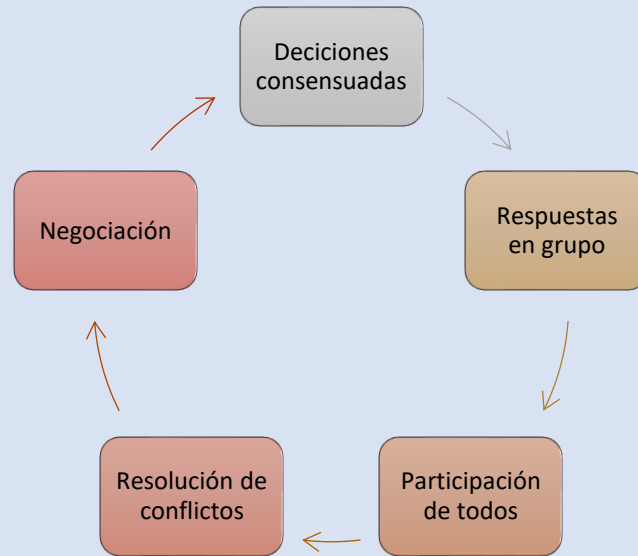 Deciciones
consensuadas
Respuestas
en grupo
Participación
de todos
Resolución de
conflictos
Negociación